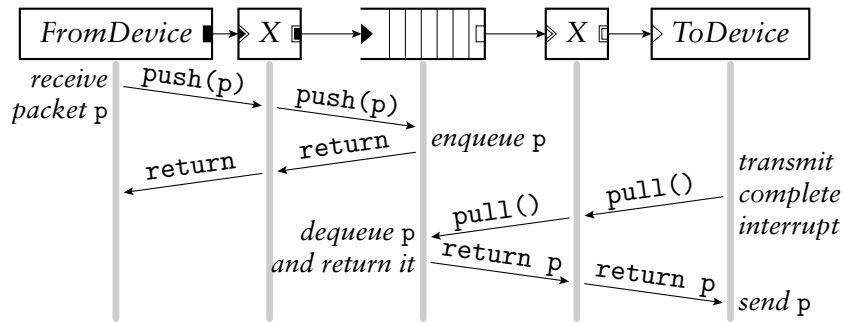 FromDevice X X ToDevice
receive
packet p
push(p)
push(p)
enqueue p
return
return
transmit
complete
interrupt
pull()
pull()
dequeue p
and return it
return p
return p
send p